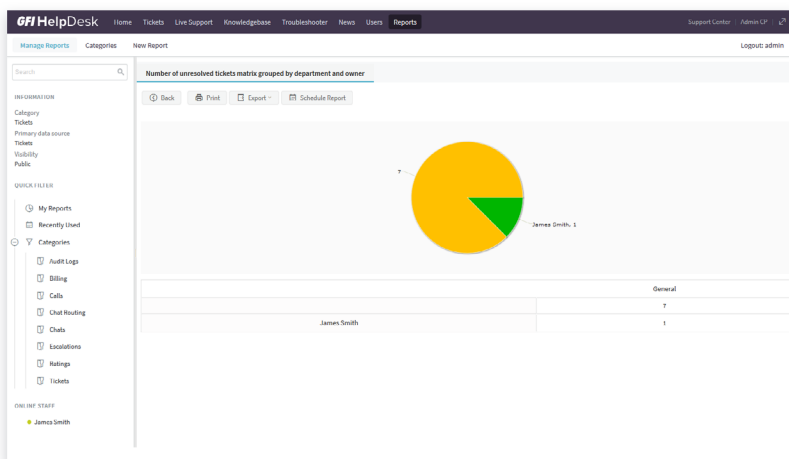 GFI HelpDesk Home Tickets Live Support Knowledgebase Troubleshooter News Users Reports Support Center Admin CP
Manage Reports Categories New Report Logout: admin
Search
Number of unresolved tickets matrix grouped by department and owner
Back Print Export Schedule Report
INFORMATION
Category
Tickets
Primary data source
Tickets
Visibility
Public
QUICK FILTER
My Reports
Recently Used
Categories
Audit Logs
Billing
Calls
Chat Routing
Chats
Escalations
Ratings
Tickets
ONLINE STAFF
James Smith
7
James Smith, 1
General
7
James Smith 1